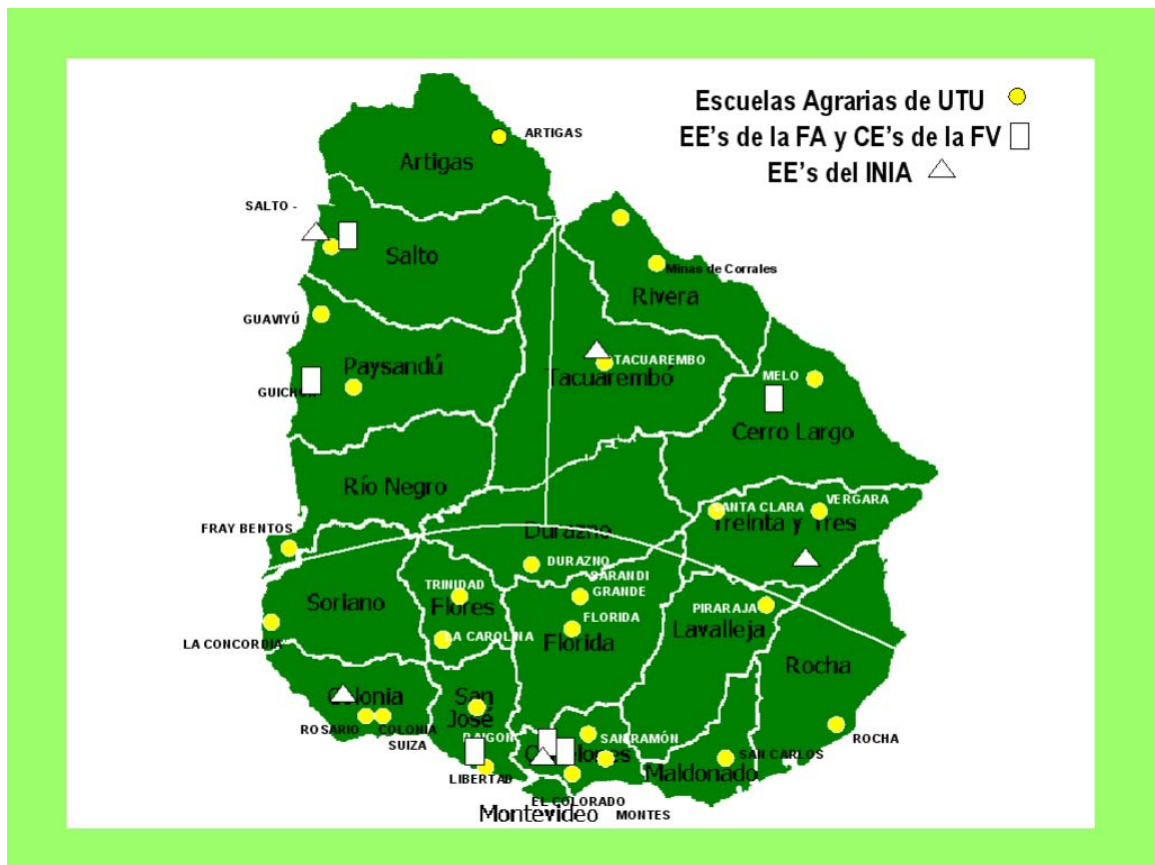 Escuelas Agrarias de UTU
EE's de la FA y CE's de la FV
EE's del INIA
ARTIGAS
Artigas
SALTO -
Salto
Minas de Corrales
Rivera
GUAVIYÚ
Paysandú
GUICHON
TACUAREMBO
Tacuarembó
MELO
Cerro Largo
Río Negro
SANTA CLARA
VERGARA
Treinta y Tres
FRAY BENTOS
Durazno
DURAZNO
SARANDI
GRANDE
TRINIDAD
Flores
Soriano
FLORIDA
Florida
PIRARAJA
Lavalleja
LA CONCORDIA
LA CAROLINA
Rocha
Colonia
San
José
ROSARIO
COLONIA
SUIZA
RAIGON
SAN RAMÓN
Canelones
ROCHA
SAN CARLOS
Maldonado
LIBERTAD
EL COLORADO
Montevideo
MONTES